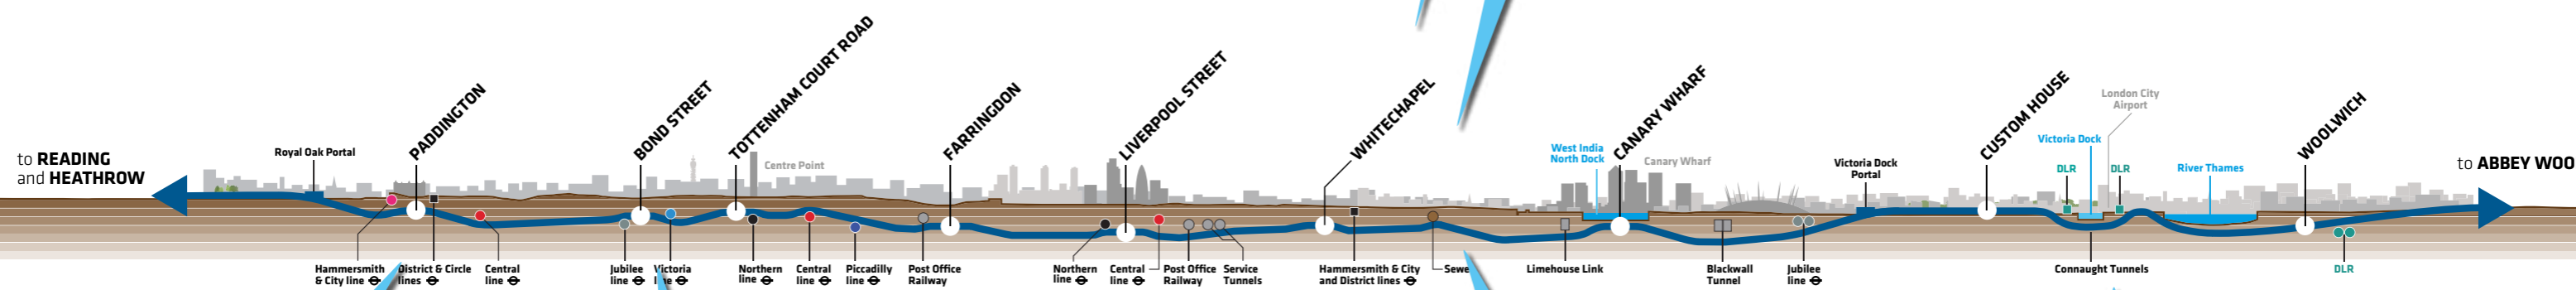 to READING
and HEATHROW
Royal Oak Portal
PADDINGTON
BOND STREET
TOTTENHAM COURT ROAD
Centre Point
FARRINGDON
LIVERPOOL STREET
WHITECHAPEL
West India
North Dock
CANARY WHARF
Canary Wharf
Victoria Dock
Portal
CUSTOM HOUSE
London City
Airport
Victoria Dock
DLR
DLR
River Thames
WOOLWICH
to ABBEY WOO
Hammersmith
& City line
District & Circle
lines
Central
line
Jubilee
line
Victoria
line
Northern
line
Central
line
Piccadilly
line
Post Office
Railway
Northern
line
Central
line
Post Office
Railway
Service
Tunnels
Hammersmith & City
and District lines
Sewe
Limehouse Link
Blackwall
Tunnel
Jubilee
line
Connaught Tunnels
DLR